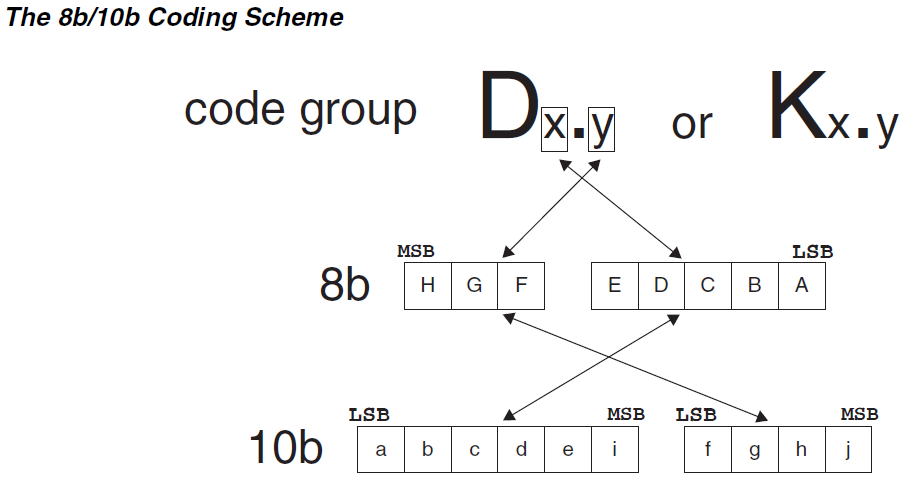 The 8b/10b Coding Scheme
code group Dx.y or Kx.y
MSB LSB
8b H G F E D C B A
LSB MSB LSB MSB
10b a b c d e i f g h j